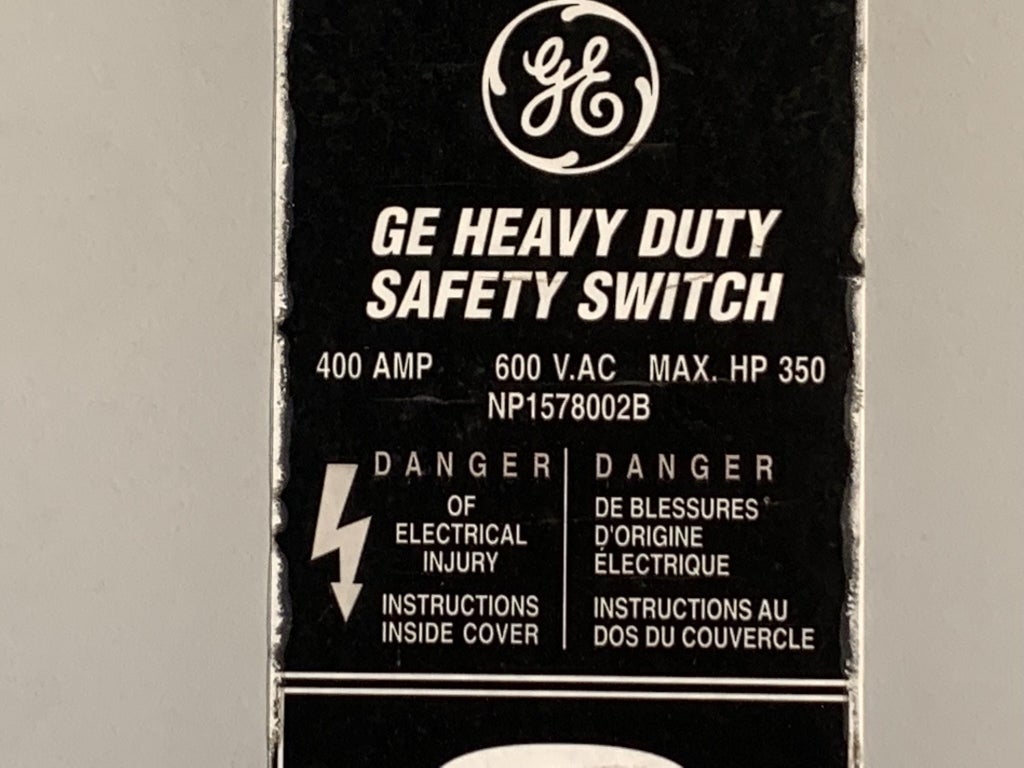 GE
GE HEAVY DUTY
SAFETY SWITCH
400 AMP 600 V.AC MAX. HP 350
NP1578002B
DANGER
OF
ELECTRICAL
INJURY
INSTRUCTIONS
INSIDE COVER
DANGER
DE BLESSURES
D'ORIGINE
ÉLECTRIQUE
INSTRUCTIONS AU
DOS DU COUVERCLE